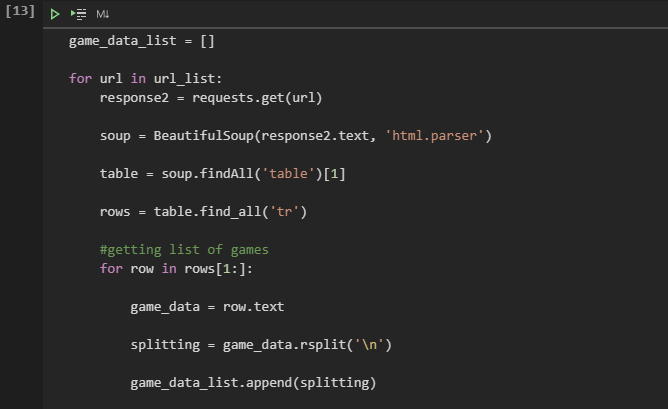 [13]
M↓
game_data_list = []
for url in url_list:
    response2 = requests.get(url)
    soup = BeautifulSoup(response2.text, 'html.parser')
    table = soup.findAll('table')[1]
    rows = table.find_all('tr')
    #getting list of games
    for row in rows[1:]:
        game_data = row.text
        splitting = game_data.rsplit('\n')
        game_data_list.append(splitting)